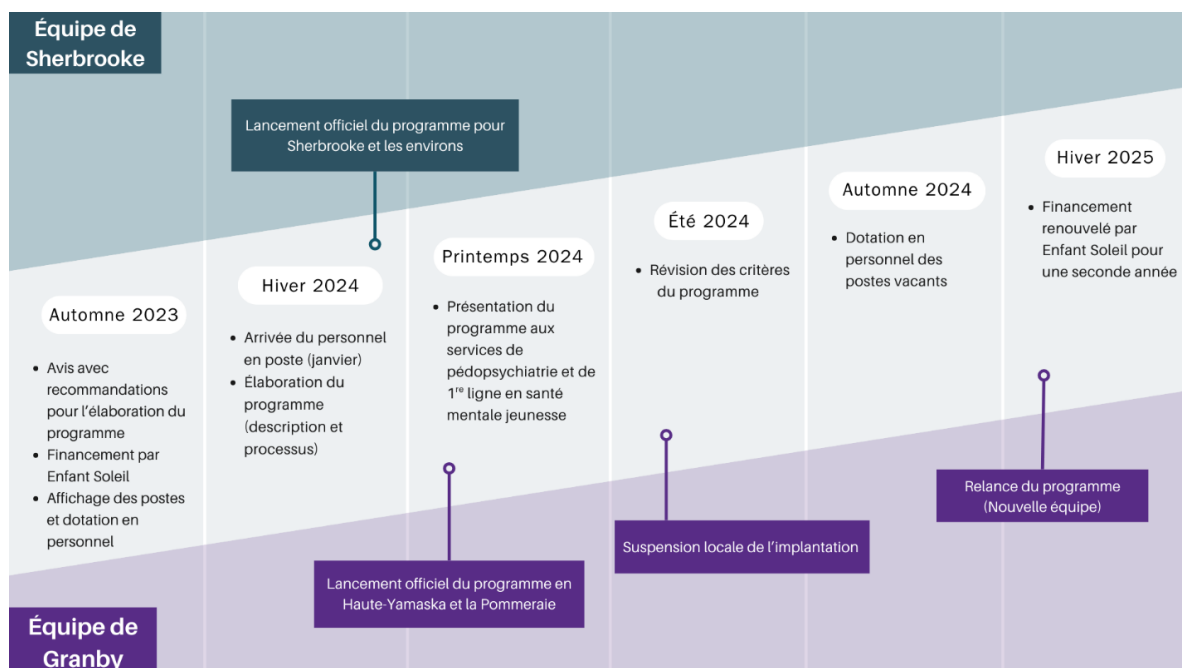 Équipe de
Sherbrooke
Lancement officiel du programme pour
Sherbrooke et les environs
Automne 2023
• Avis avec
recommandations
pour l'élaboration du
programme
• Financement par
Enfant Soleil
• Affichage des postes
et dotation en
personnel
Hiver 2024
• Arrivée du personnel
en poste (janvier)
• Élaboration du
programme
(description et
processus)
Printemps 2024
• Présentation du
programme aux
services de
pédopsychiatrie et de
1re ligne en santé
mentale jeunesse
Été 2024
• Révision des critères
du programme
Automne 2024
• Dotation en
personnel des
postes vacants
Hiver 2025
• Financement
renouvelé par
Enfant Soleil pour
une seconde année
Lancement officiel du programme en
Haute-Yamaska et la Pommeraie
Suspension locale de l'implantation
Relance du programme
(Nouvelle équipe)
Équipe de
Granby